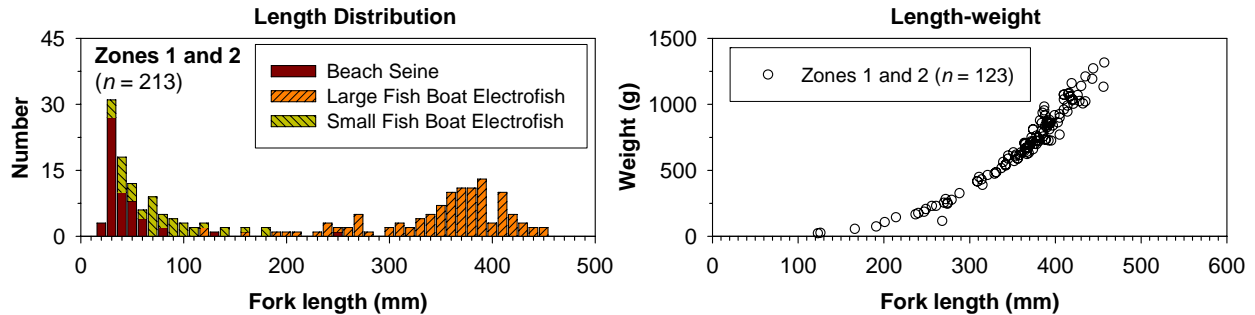 Length Distribution
Zones 1 and 2
(n = 213)
Beach Seine
Large Fish Boat Electrofish
Small Fish Boat Electrofish
Number
45
30
15
0
0 100 200 300 400 500
Fork length (mm)
Length-weight
Zones 1 and 2 (n = 123)
Weight (g)
1500
1000
500
0
0 100 200 300 400 500 600
Fork length (mm)